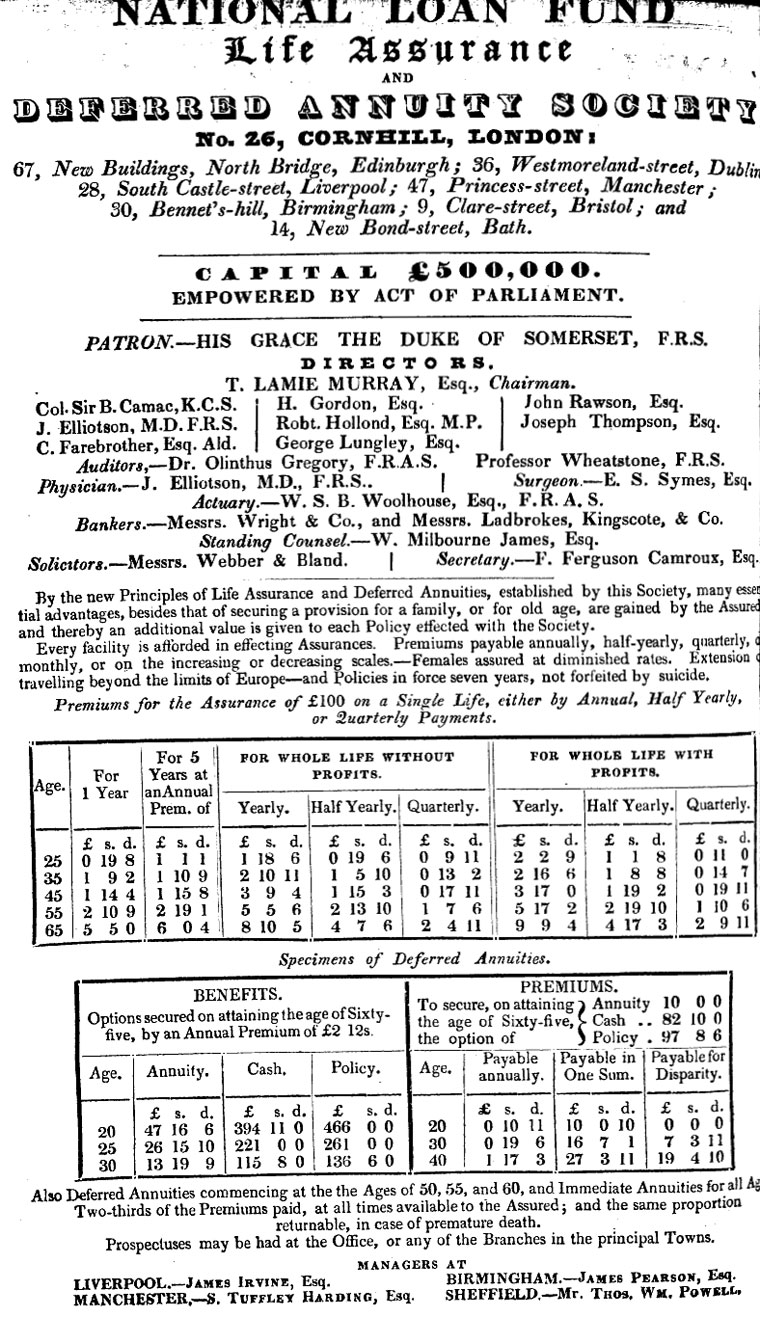 NATIONAL LOAN FUND
Life Assurance
AND
DEFERRED ANNUITY SOCIETY
No. 26, CORNHILL, LONDON:
67, New Buildings, North Bridge, Edinburgh; 36, Westmoreland-street, Dublin
28, South Castle-street, Liverpool; 47, Princess-street, Manchester;
30, Bennet's-hill, Birmingham; 9, Clare-street, Bristol; and
14, New Bond-street, Bath.
CAPITAL £500,000.
EMPOWERED BY ACT OF PARLIAMENT.
PATRON.—HIS GRACE THE DUKE OF SOMERSET, F.R.S.
DIRECTORS.
T. LAMIE MURRAY, Esq., Chairman.
Col. Sir B. Camac, K.C.S. H. Gordon, Esq. John Rawson, Esq.
J. Elliotson, M.D. F.R.S. Robt. Hollond, Esq. M.P. Joseph Thompson, Esq.
C. Farebrother, Esq. Ald. George Lungley, Esq.
Auditors,—Dr. Olinthus Gregory, F.R.A.S. Professor Wheatstone, F.R.S.
Physician.—J. Elliotson, M.D., F.R.S.. Surgeon.—E. S. Symes, Esq.
Actuary.—W. S. B. Woolhouse, Esq., F. R. A. S.
Bankers.—Messrs. Wright & Co., and Messrs. Ladbrokes, Kingscote, & Co.
Standing Counsel.—W. Milbourne James, Esq.
Solicitors.—Messrs. Webber & Bland. Secretary.—F. Ferguson Camroux, Esq.
By the new Principles of Life Assurance and Deferred Annuities, established by this Society, many essen
tial advantages, besides that of securing a provision for a family, or for old age, are gained by the Assured
and thereby an additional value is given to each Policy effected with the Society.
Every facility is afforded in effecting Assurances. Premiums payable annually, half-yearly, quarterly, o
monthly, or on the increasing or decreasing scales.—Females assured at diminished rates. Extension o
travelling beyond the limits of Europe—and Policies in force seven years, not forfeited by suicide.
Premiums for the Assurance of £100 on a Single Life, either by Annual, Half Yearly,
or Quarterly Payments.
Age. For 1 Year For 5 Years at an Annual Prem. of FOR WHOLE LIFE WITHOUT PROFITS. FOR WHOLE LIFE WITH PROFITS.
Yearly. Half Yearly. Quarterly. Yearly. Half Yearly. Quarterly.
£ s. d. £ s. d. £ s. d. £ s. d. £ s. d. £ s. d. £ s. d. £ s. d.
25 0 19 8 1 1 1 1 18 6 0 19 6 0 9 11 2 2 9 1 1 8 0 11 0
35 1 9 2 1 10 9 2 10 11 1 5 10 0 13 2 2 16 6 1 8 8 0 14 7
45 1 14 4 1 15 8 3 9 4 1 15 3 0 17 11 3 17 0 1 19 2 0 19 11
55 2 10 9 2 19 1 5 5 6 2 13 10 1 7 6 5 17 2 2 19 10 1 10 6
65 5 5 0 6 0 4 8 10 5 4 7 6 2 4 11 9 9 4 4 17 3 2 9 11
Specimens of Deferred Annuities.
BENEFITS.
Options secured on attaining the age of Sixty-
five, by an Annual Premium of £2 12s.
Age. Annuity. Cash. Policy.
£ s. d. £ s. d. £ s. d.
20 47 16 6 394 11 0 466 0 0
25 26 15 10 221 0 0 261 0 0
30 13 19 9 115 8 0 136 6 0
PREMIUMS.
To secure, on attaining Annuity 10 0 0
the age of Sixty-five, Cash .. 82 10 0
the option of Policy . 97 8 6
Age. Payable annually. Payable in One Sum. Payable for Disparity.
£ s. d. £ s. d. £ s. d.
20 0 10 11 10 0 10 0 0 0
30 0 19 6 16 7 1 7 3 11
40 1 17 3 27 3 11 19 4 10
Also Deferred Annuities commencing at the the Ages of 50, 55, and 60, and Immediate Annuities for all Ag
Two-thirds of the Premiums paid, at all times available to the Assured; and the same proportion
returnable, in case of premature death.
Prospectuses may be had at the Office, or any of the Branches in the principal Towns.
MANAGERS AT
LIVERPOOL.—JAMES IRVINE, Esq. BIRMINGHAM.—JAMES PEARSON, Esq.
MANCHESTER.—S. TUFFLEY HARDING, Esq. SHEFFIELD.—Mr. THOS. WM. POWELL.